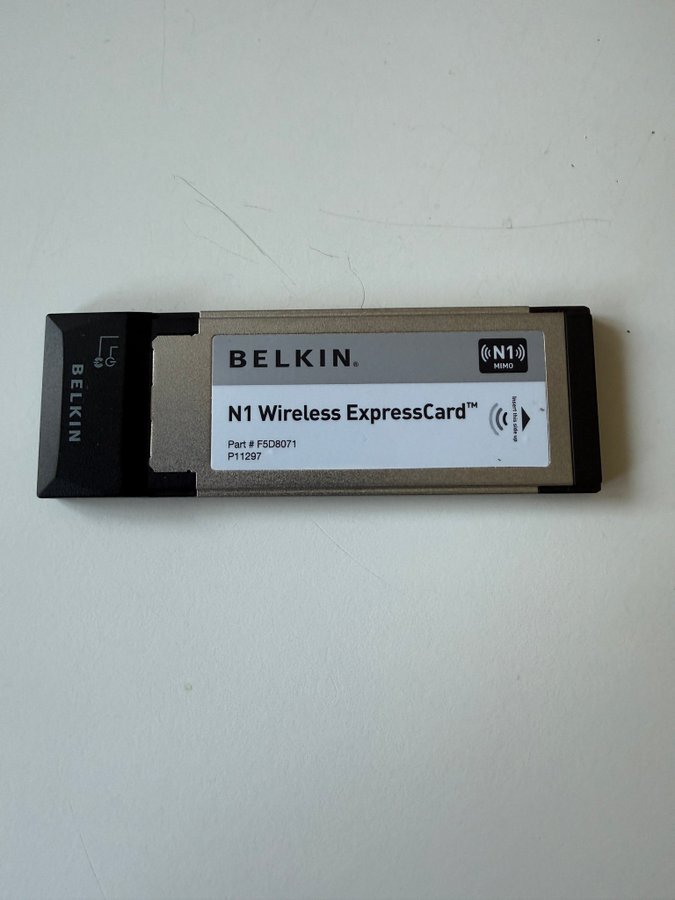 BELKIN
BELKIN®
((N1))
MIMO
N1 Wireless ExpressCard™
Insert this side up
Part # F5D8071
P11297